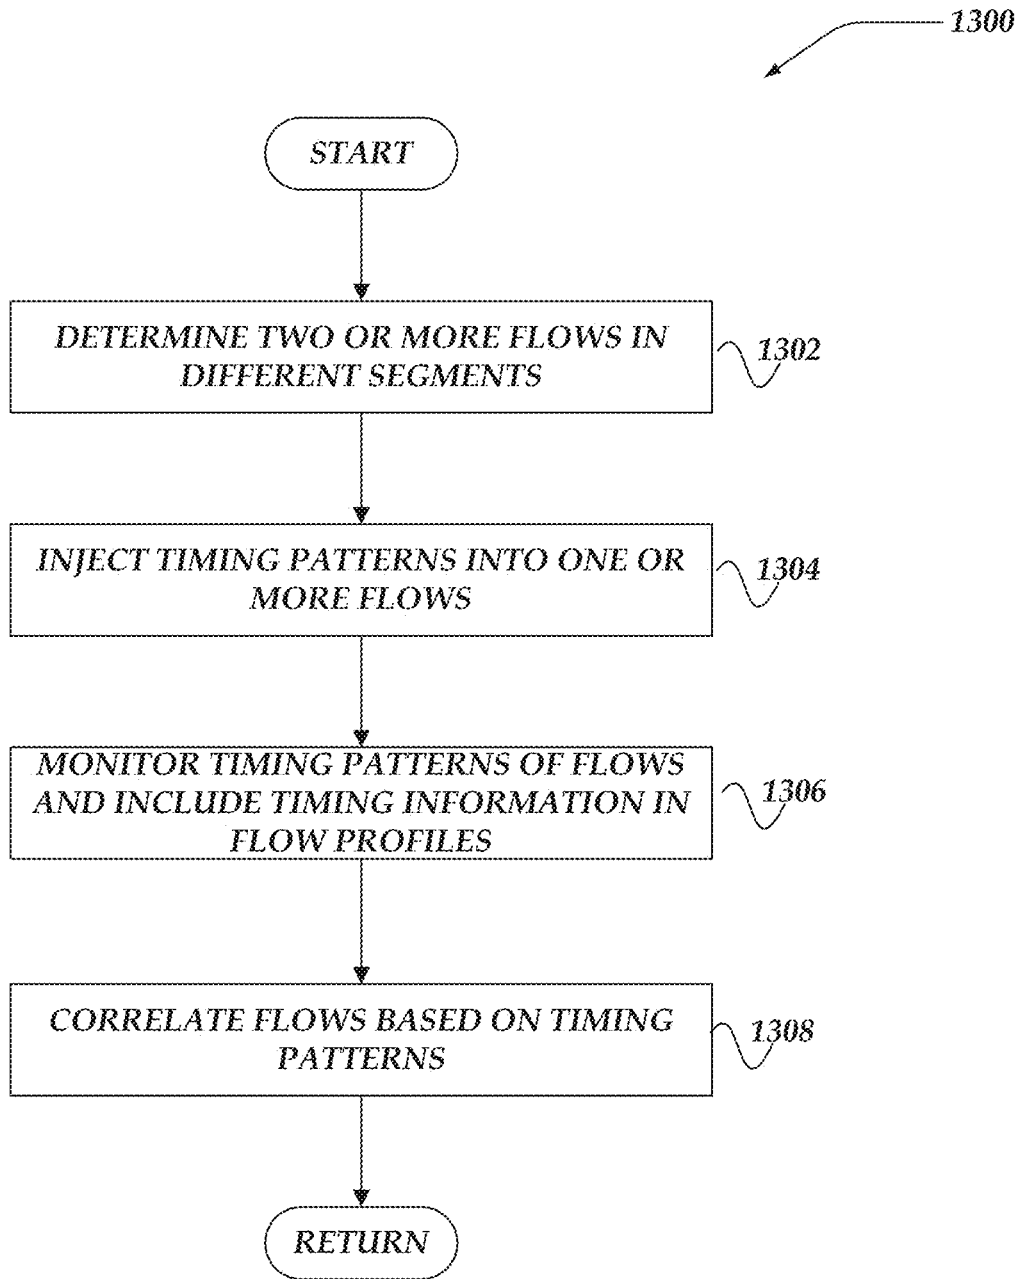 1300
START
DETERMINE TWO OR MORE FLOWS IN
DIFFERENT SEGMENTS
1302
INJECT TIMING PATTERNS INTO ONE OR
MORE FLOWS
1304
MONITOR TIMING PATTERNS OF FLOWS
AND INCLUDE TIMING INFORMATION IN
FLOW PROFILES
1306
CORRELATE FLOWS BASED ON TIMING
PATTERNS
1308
RETURN